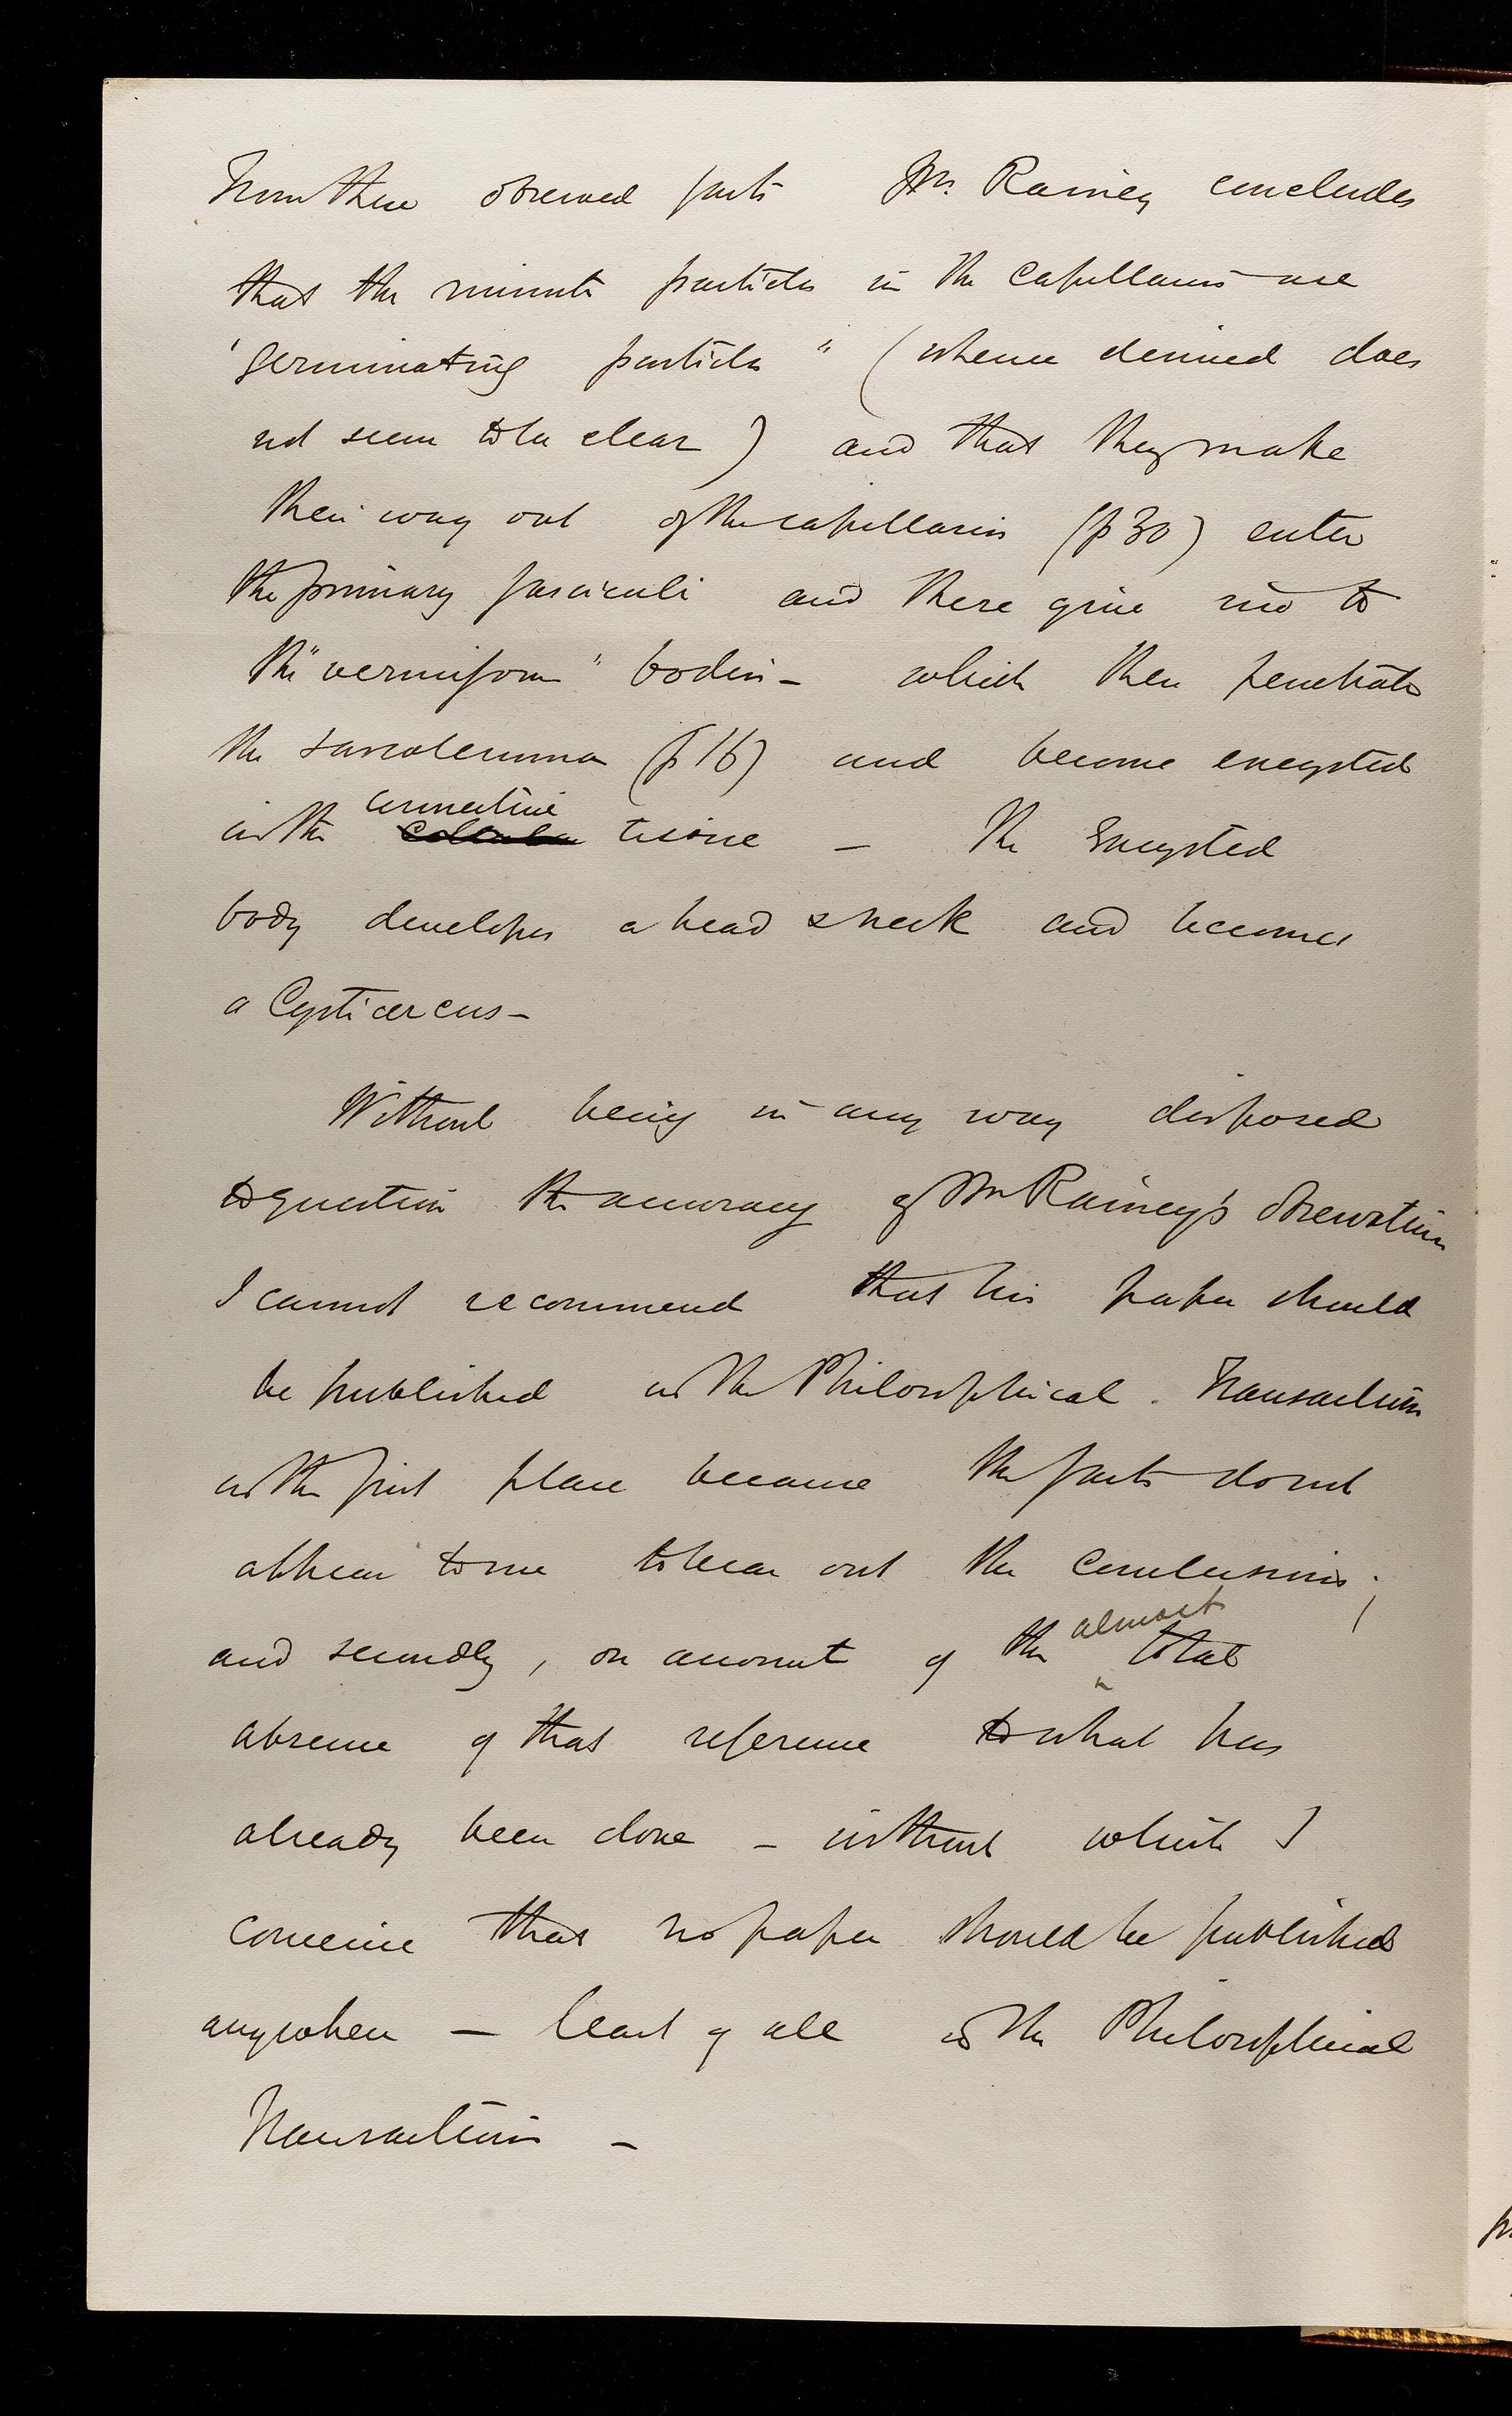 From these observed facts Mr. Rainey concludes
that the minute particles in the capillaries are
'germinating particles" (whence derived does
not seem to be clear) and that they make
their way out of the capillaries (p 30) enter
the primary fasciculi and there give rise to
the "vermiform" bodies – which then penetrate
the sarcolemma (p 16) and become encysted
in the connective tissue – The Encysted
body developes a head & neck and becomes
a Cysticercus –
Without being in any way disposed
to question the accuracy of Mr Rainey's observations
I cannot recommend that his paper should
be published in the Philosophical Transactions
in the first place because the facts do not
appear to me to bear out the conclusions;
and secondly, on account of the almost total
absence of that reference to what has
already been done – without which I
conceive that no paper should be published
anywhere – least of all in the Philosophical
Transactions –